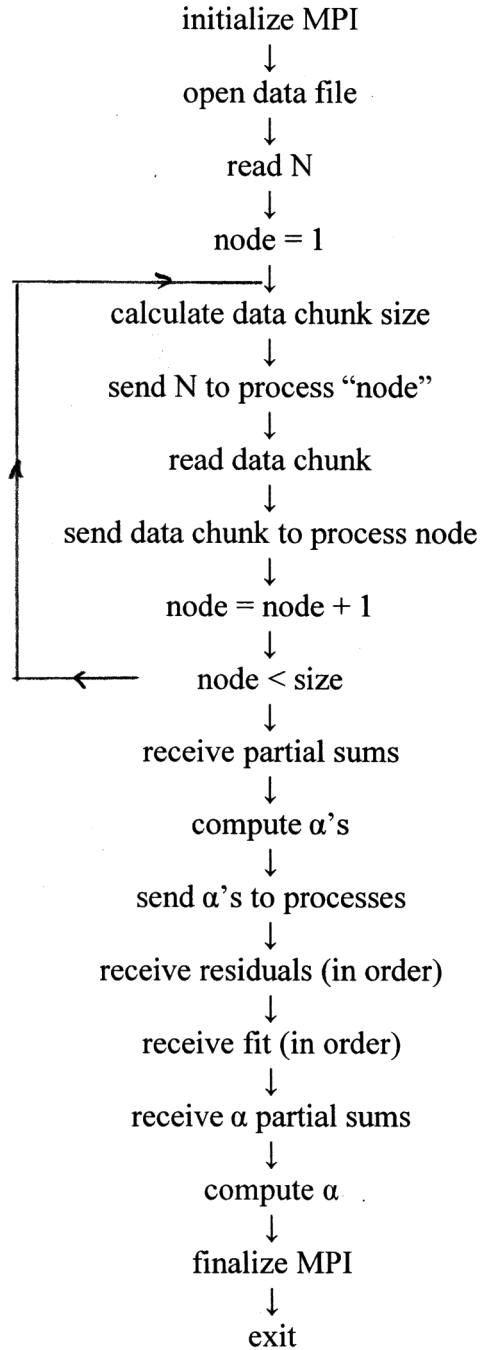 initialize MPI
↓
open data file
↓
read N
↓
node = 1
↓
calculate data chunk size
↓
send N to process “node”
↓
read data chunk
↓
send data chunk to process node
↓
node = node + 1
↓
node < size
↓
receive partial sums
↓
compute α’s
↓
send α’s to processes
↓
receive residuals (in order)
↓
receive fit (in order)
↓
receive α partial sums
↓
compute α
↓
finalize MPI
↓
exit